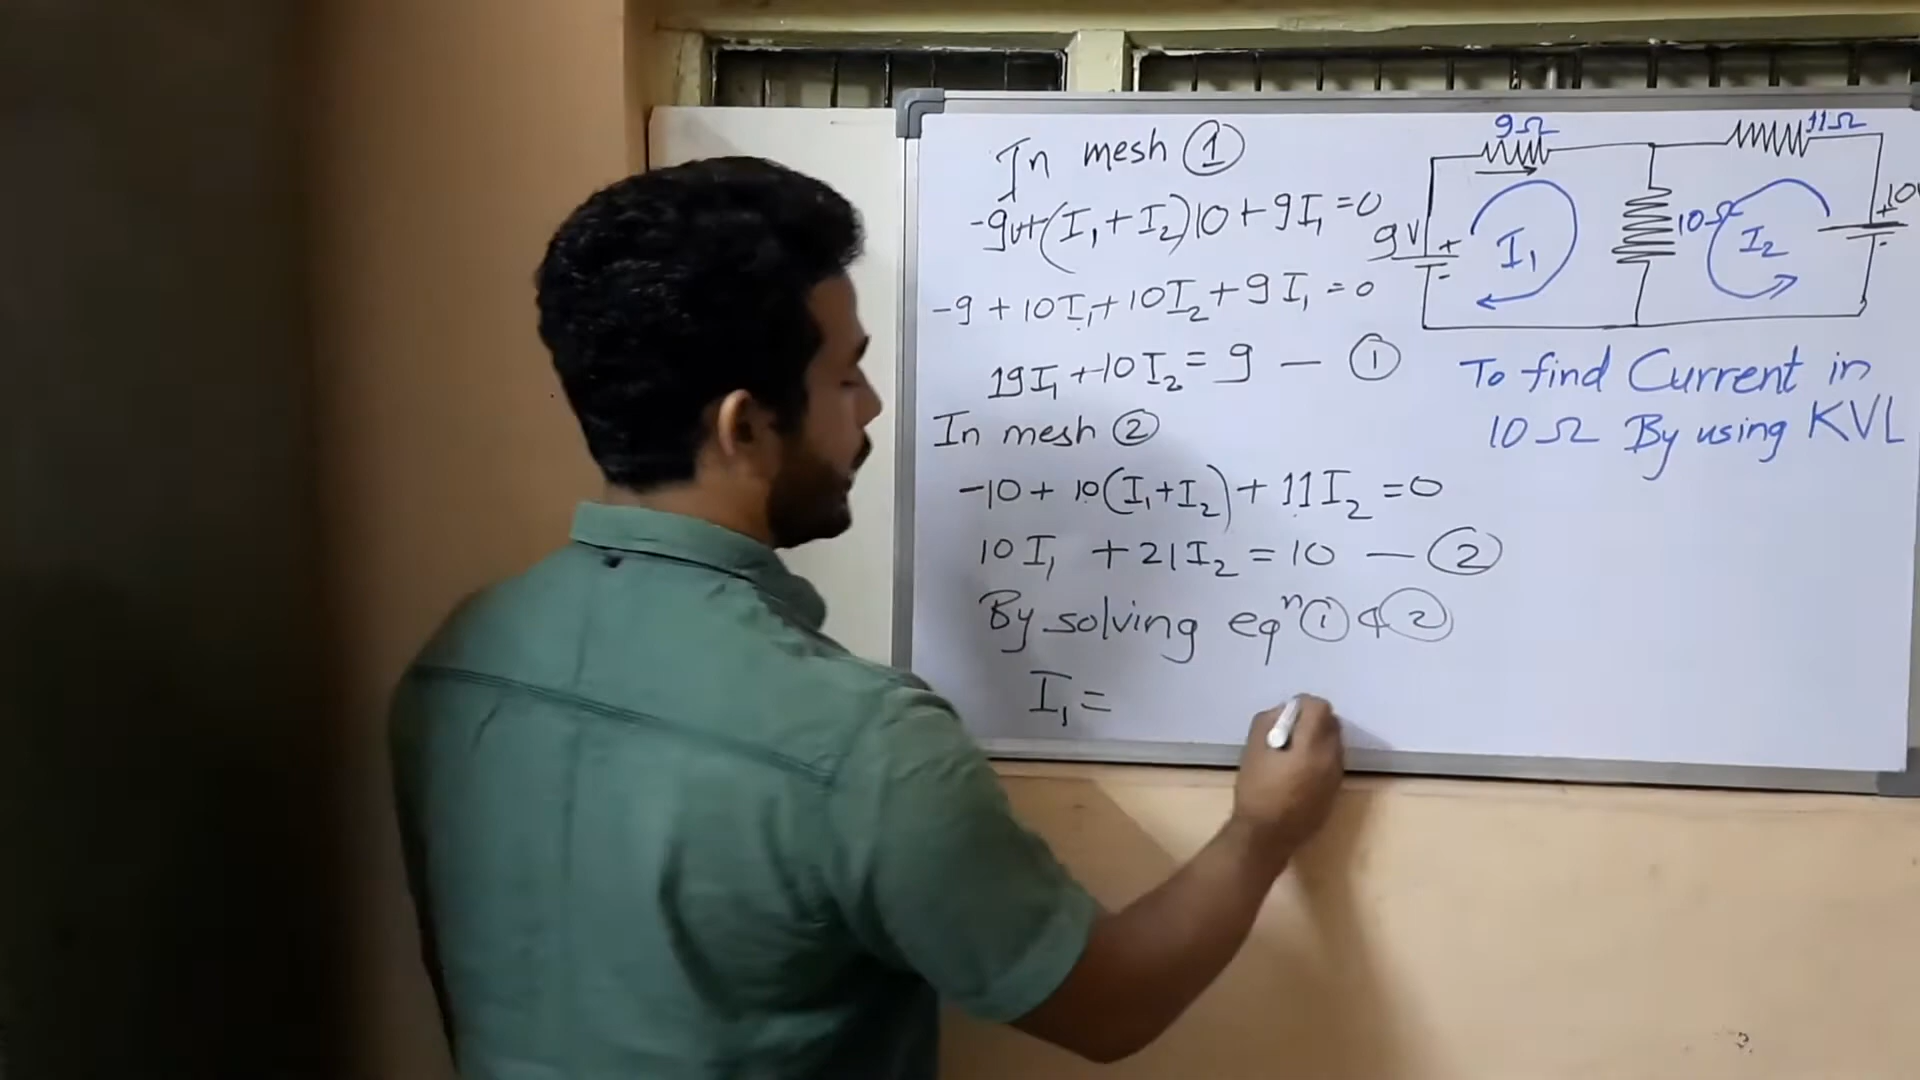 In mesh ①
-9v+(I₁+I₂)10+9I₁=0
-9+10I₁+10I₂+9I₁=0
19I₁+10I₂=9 — ①
In mesh ②
-10+10(I₁+I₂)+11I₂=0
10I₁ +21I₂=10 — ②
By solving eqⁿ①&②
I₁=
9Ω
11Ω
9V
+
-
I₁
10Ω
I₂
10V
+
-
To find Current in
10Ω By using KVL